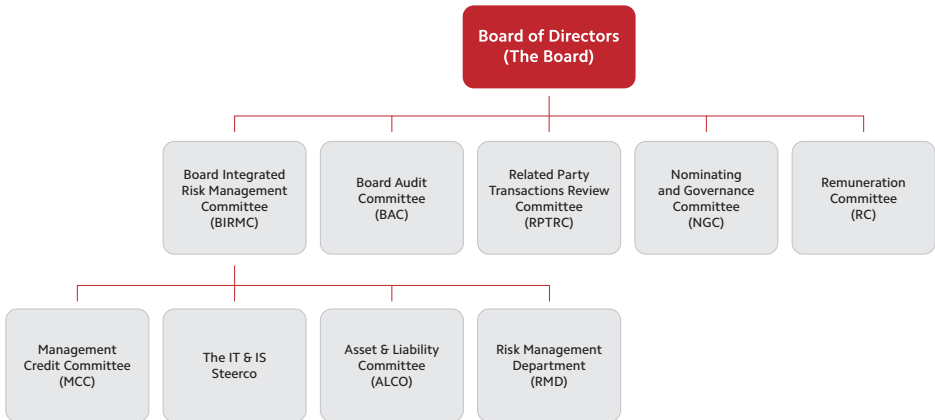 Board of Directors
(The Board)
Board Integrated
Risk Management
Committee
(BIRMC)
Board Audit
Committee
(BAC)
Related Party
Transactions Review
Committee
(RPTRC)
Nominating
and Governance
Committee
(NGC)
Remuneration
Committee
(RC)
Management
Credit Committee
(MCC)
The IT & IS
Steerco
Asset & Liability
Committee
(ALCO)
Risk Management
Department
(RMD)